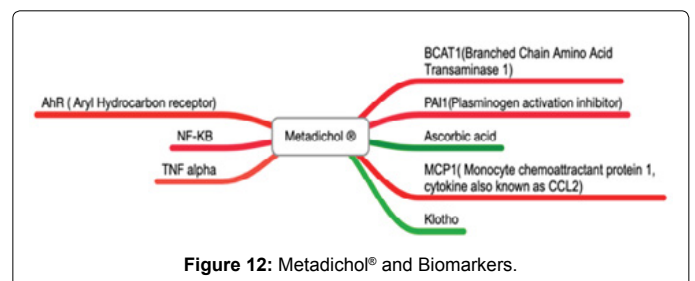 AhR ( Aryl Hydrocarbon receptor)
NF-KB
TNF alpha
Metadichol ®
BCAT1(Branched Chain Amino Acid
Transaminase 1)
PAI1(Plasminogen activation inhibitor)
Ascorbic acid
MCP1( Monocyte chemoattractant protein 1,
cytokine also known as CCL2)
Klotho
Figure 12: Metadichol® and Biomarkers.